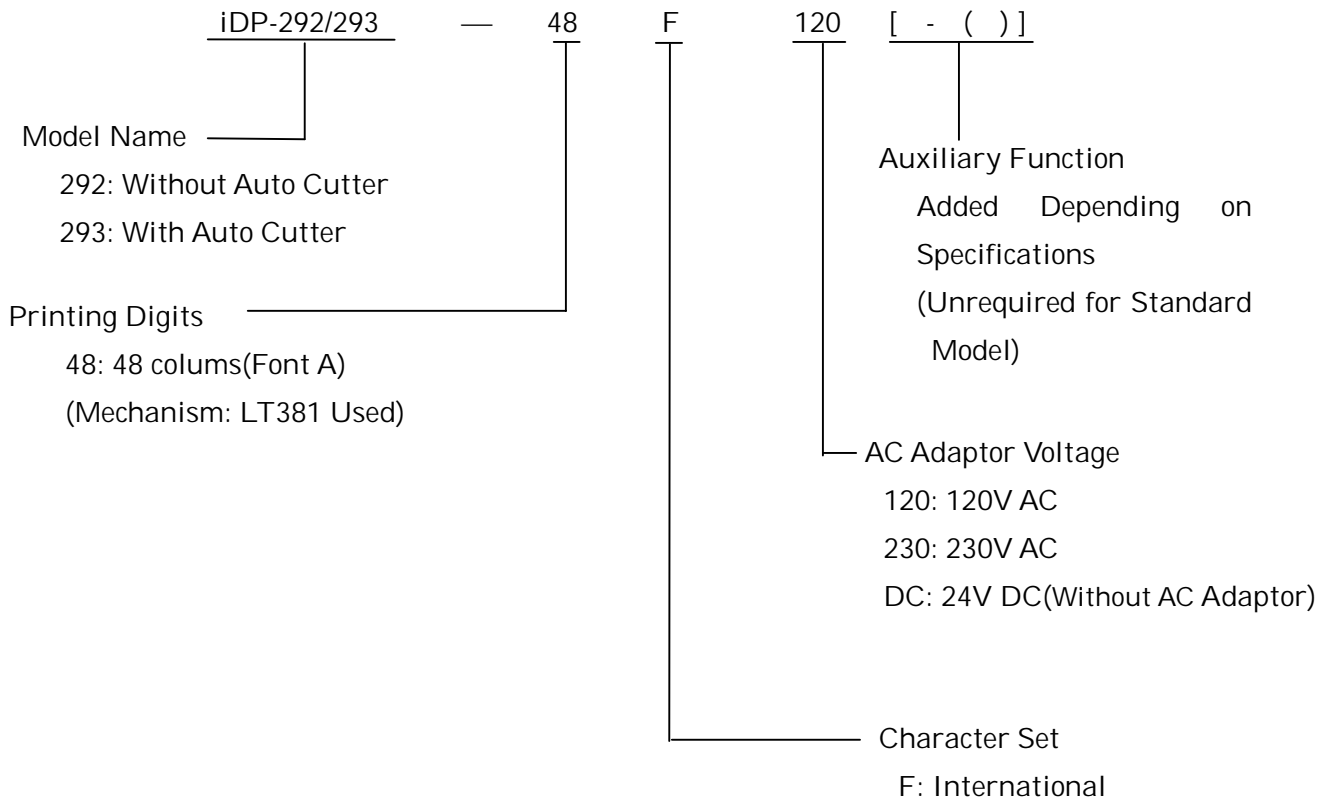 iDP-292/293 — 48 F 120 [ - ( ) ]
Model Name
292: Without Auto Cutter
293: With Auto Cutter
Printing Digits
48: 48 colums(Font A)
(Mechanism: LT381 Used)
Auxiliary Function
Added Depending on
Specifications
(Unrequired for Standard
Model)
AC Adaptor Voltage
120: 120V AC
230: 230V AC
DC: 24V DC(Without AC Adaptor)
Character Set
F: International